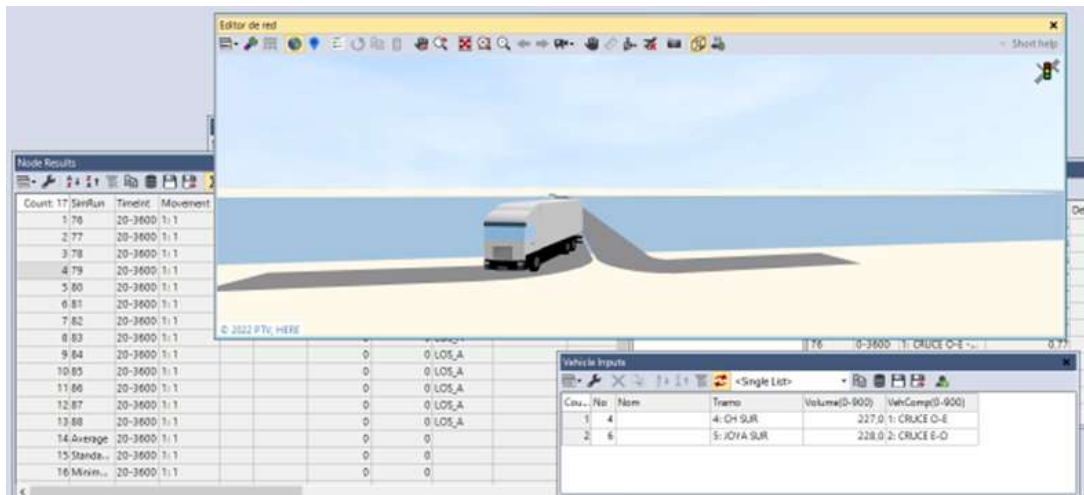 Editor de red
Short help
© 2022 PTV, HERE
Node Results
Count: 17 SimRun TimeInt Movement
1 76 20-3600 1: 1
2 77 20-3600 1: 1
3 78 20-3600 1: 1
4 79 20-3600 1: 1
5 80 20-3600 1: 1
6 81 20-3600 1: 1
7 82 20-3600 1: 1
8 83 20-3600 1: 1 0 0 LOS_A
9 84 20-3600 1: 1 0 0 LOS_A
10 85 20-3600 1: 1 0 0 LOS_A
11 86 20-3600 1: 1 0 0 LOS_A
12 87 20-3600 1: 1 0 0 LOS_A
13 88 20-3600 1: 1 0 0 LOS_A
14 Average 20-3600 1: 1 0 0
15 Standa... 20-3600 1: 1 0 0
16 Minim... 20-3600 1: 1 0 0
De
76 0-3600 1: CRUCE O-E -... 0.77
Vehicle Inputs
<Single List>
Cou... No Nom Tramo Volume(0-900) VehComp(0-900)
1 4 4: CH SUR 227,0 1: CRUCE O-E
2 6 5: JOYA SUR 228,0 2: CRUCE E-O